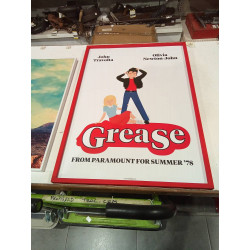 John
Travolta
Olivia
Newton-John
Grease
FROM PARAMOUNT FOR SUMMER '78